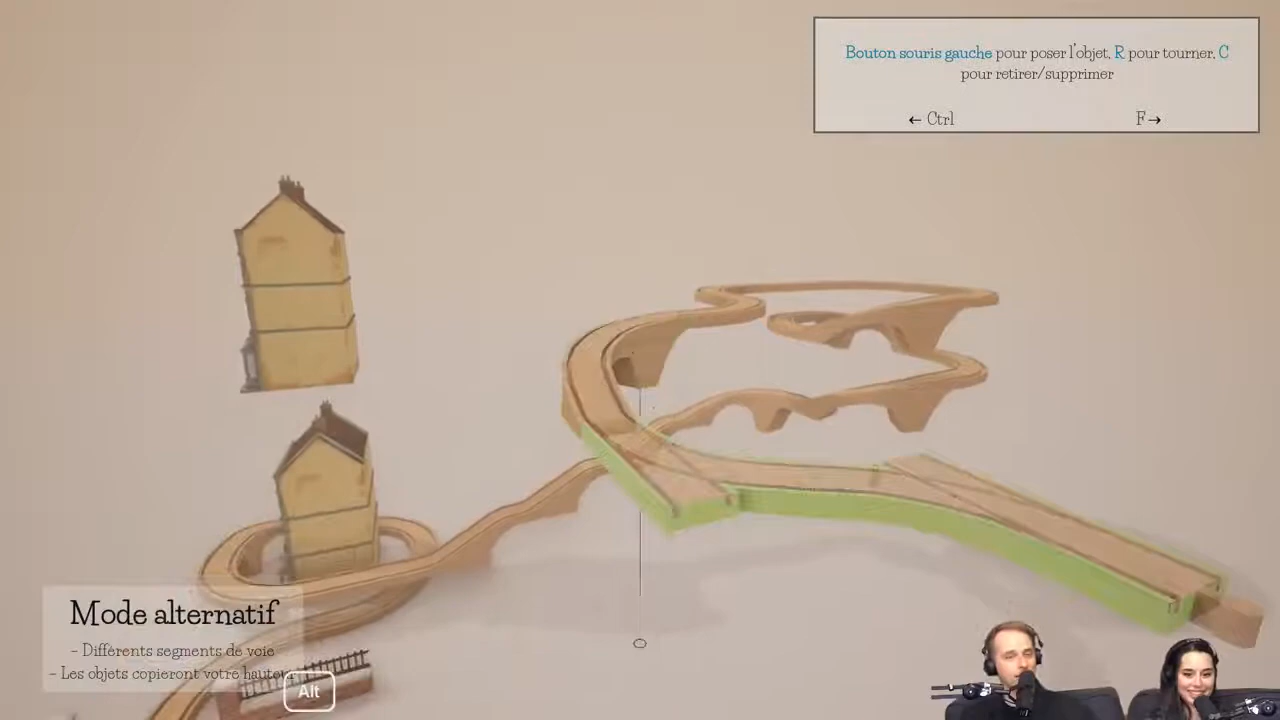 Bouton souris gauche pour poser l'objet, R pour tourner, C
pour retirer/supprimer
← Ctrl
F→
Mode alternatif
- Différents segments de voie
- Les objets copieront votre hauteur
Alt